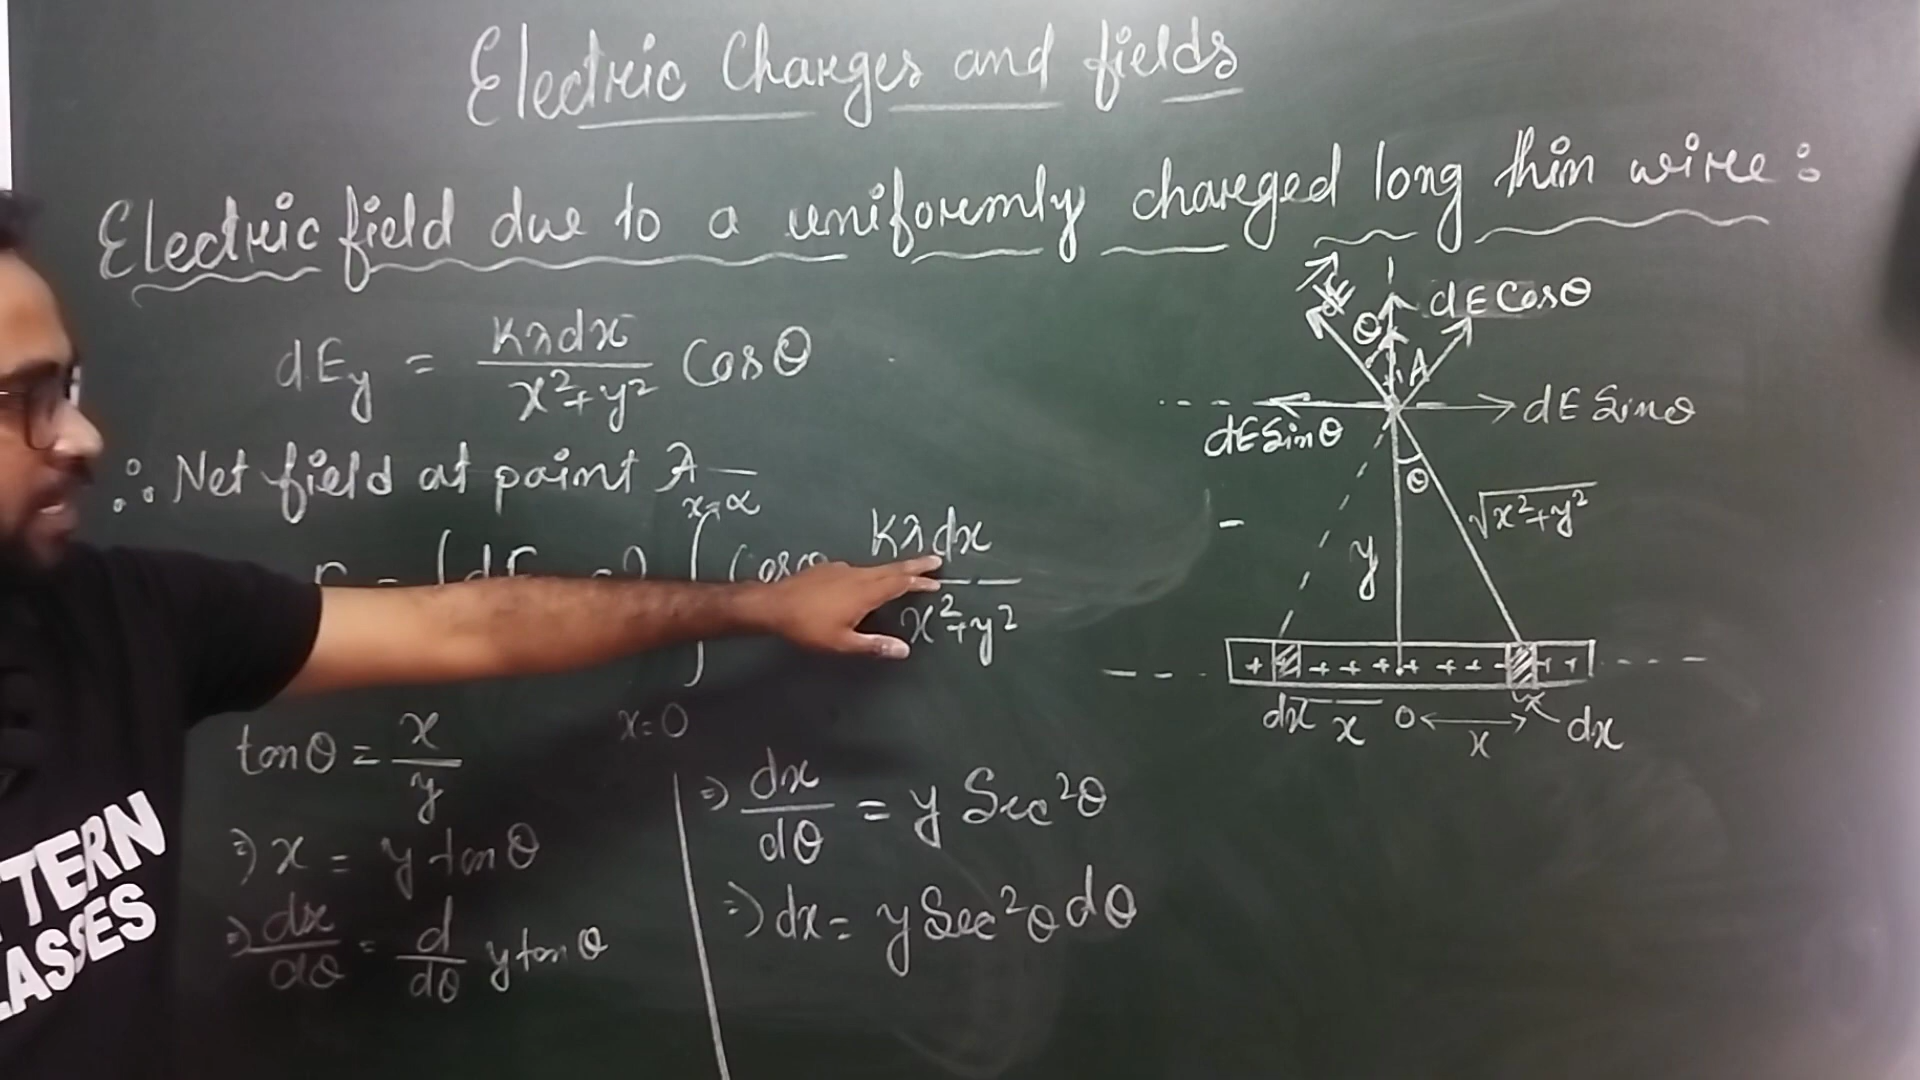 Electric Charges and fields
Electric field due to a uniformly charged long thin wire :
dEy = Kλdx / x²+y² Cosθ
∴ Net field at point A —
x=α
∫ Kλdx / x²+y²
x=0
tanθ = x/y
⇒ x = y tanθ
⇒ dx/dθ = d/dθ y tanθ
⇒ dx/dθ = y Sec²θ
⇒ dx = y Sec²θ dθ
dE Cosθ
θ
A
dE Sinθ
dE Sinθ
θ
√x²+y²
y
+ + + + + + + + + +
dx x O x dx
TERN
LASSES